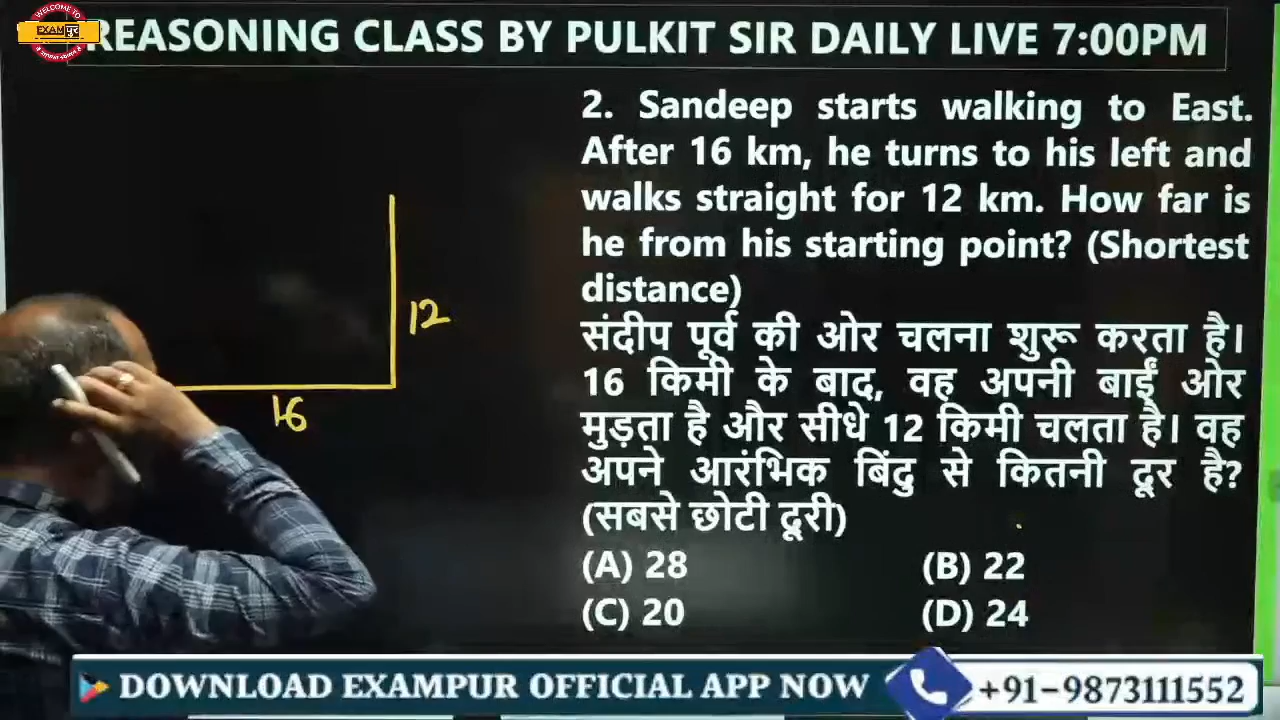 WELCOME TO
EXAM पुर
REASONING CLASS BY PULKIT SIR DAILY LIVE 7:00PM
2. Sandeep starts walking to East.
After 16 km, he turns to his left and
walks straight for 12 km. How far is
he from his starting point? (Shortest
distance)
संदीप पूर्व की ओर चलना शुरू करता है।
16 किमी के बाद, वह अपनी बाईं ओर
मुड़ता है और सीधे 12 किमी चलता है। वह
अपने आरंभिक बिंदु से कितनी दूर है?
(सबसे छोटी दूरी)
(A) 28 (B) 22
(C) 20 (D) 24
12
16
DOWNLOAD EXAMPUR OFFICIAL APP NOW
+91-9873111552